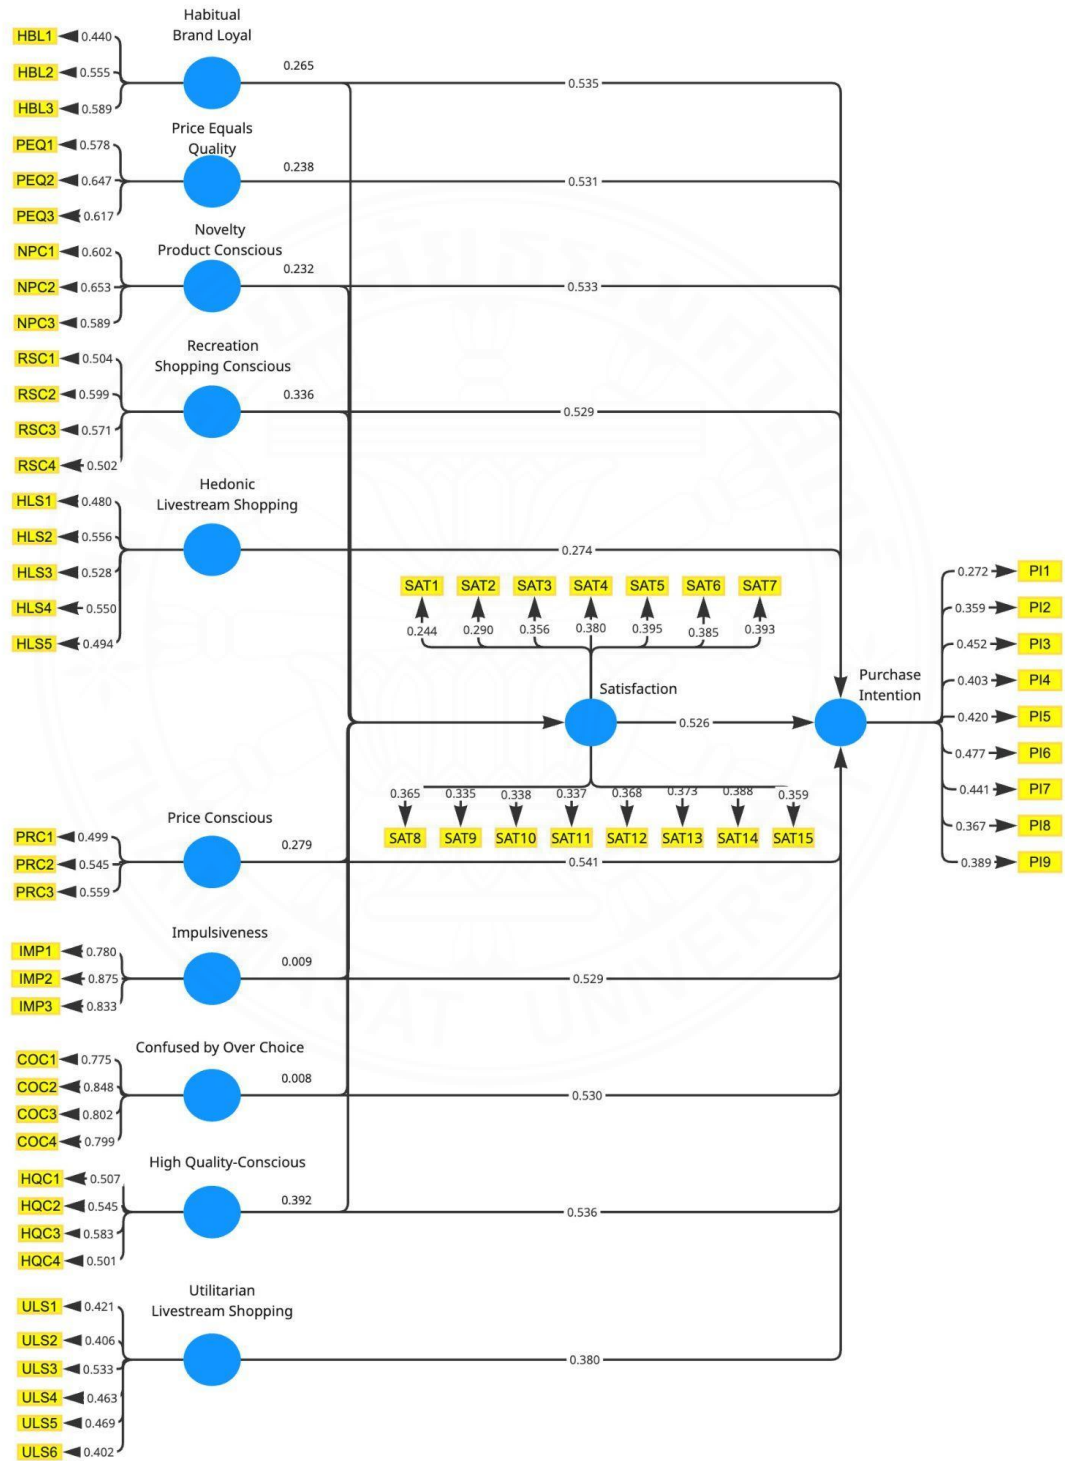 Habitual
Brand Loyal
HBL1 0.440
0.265
HBL2 0.555
0.535
HBL3 0.589
Price Equals
Quality
PEQ1 0.578
0.238
PEQ2 0.647
0.531
PEQ3 0.617
Novelty
Product Conscious
NPC1 0.602
0.232
NPC2 0.653
0.533
NPC3 0.589
Recreation
Shopping Conscious
RSC1 0.504
RSC2 0.599
0.336
0.529
RSC3 0.571
RSC4 0.502
Hedonic
Livestream Shopping
HLS1 0.480
HLS2 0.556
0.274
HLS3 0.528
HLS4 0.550
HLS5 0.494
SAT1 SAT2 SAT3 SAT4 SAT5 SAT6 SAT7
0.244 0.290 0.356 0.380 0.395 0.385 0.393
Satisfaction
0.526
Purchase
Intention
0.272 PI1
0.359 PI2
0.452 PI3
0.403 PI4
0.420 PI5
0.477 PI6
0.441 PI7
0.367 PI8
0.389 PI9
0.365 0.335 0.338 0.337 0.368 0.373 0.388 0.359
SAT8 SAT9 SAT10 SAT11 SAT12 SAT13 SAT14 SAT15
Price Conscious
PRC1 0.499
0.279
PRC2 0.545
0.541
PRC3 0.559
Impulsiveness
IMP1 0.780
0.009
IMP2 0.875
0.529
IMP3 0.833
Confused by Over Choice
COC1 0.775
0.008
COC2 0.848
0.530
COC3 0.802
COC4 0.799
High Quality-Conscious
HQC1 0.507
0.392
HQC2 0.545
0.536
HQC3 0.583
HQC4 0.501
Utilitarian
Livestream Shopping
ULS1 0.421
ULS2 0.406
0.380
ULS3 0.533
ULS4 0.463
ULS5 0.469
ULS6 0.402